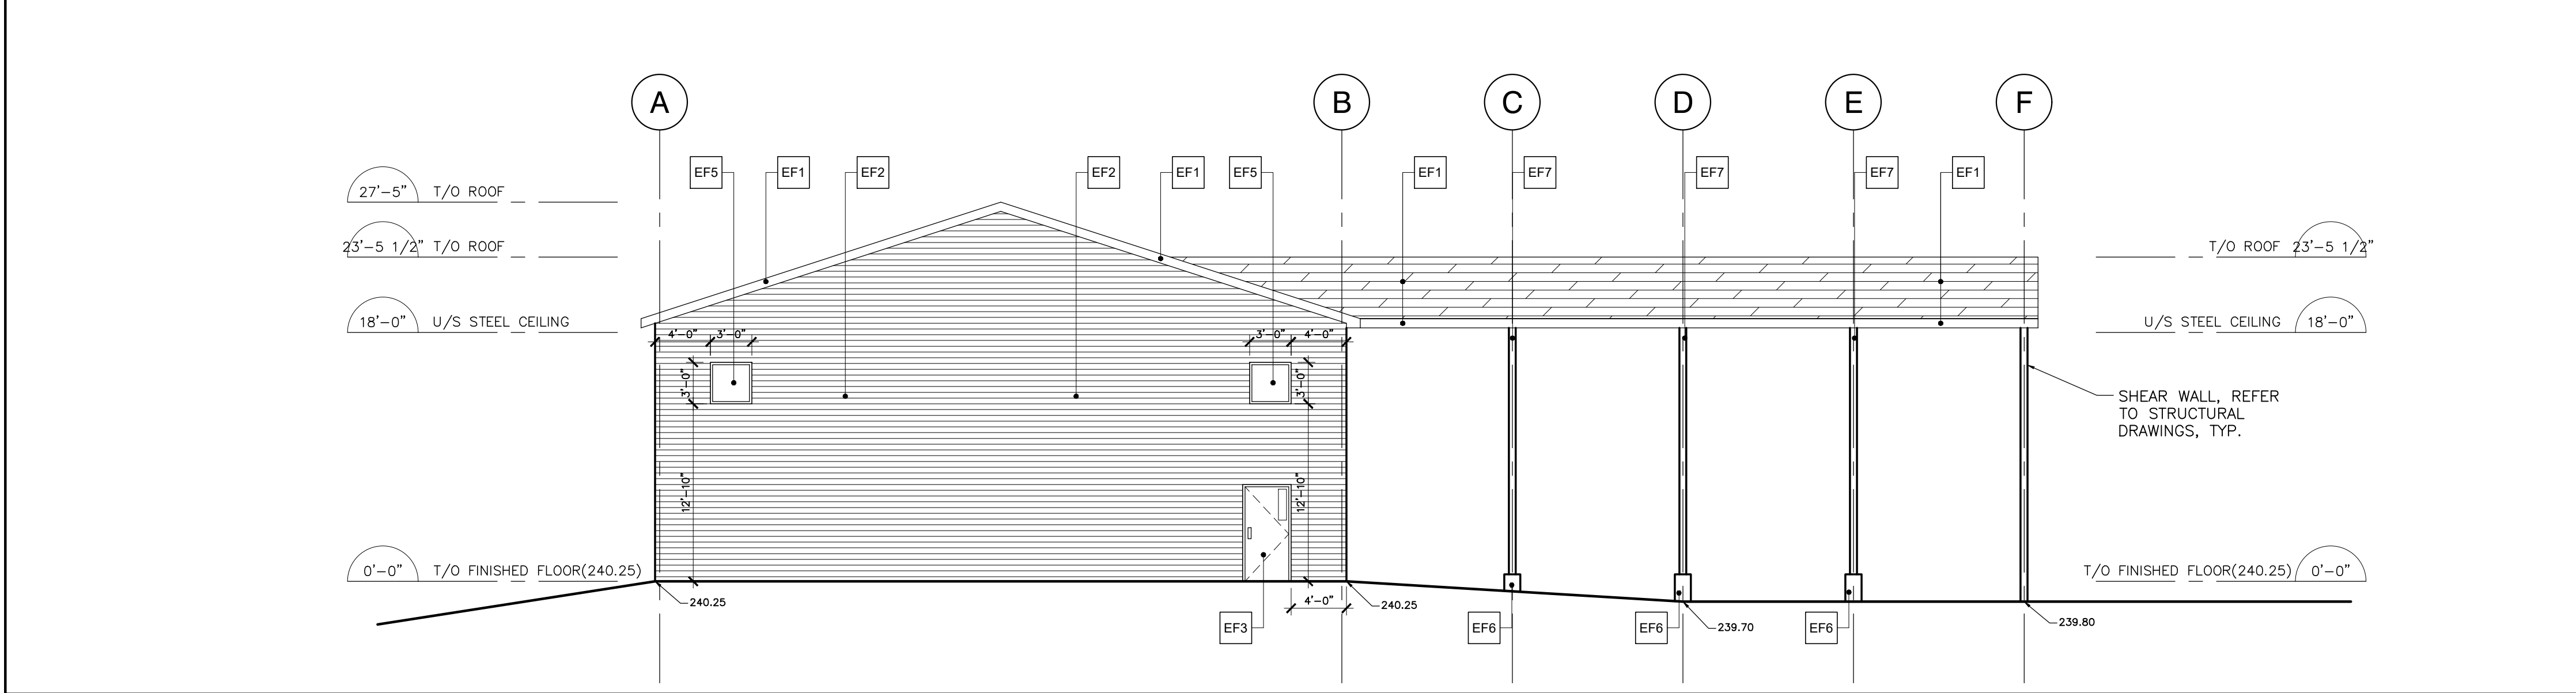 A
B
C
D
E
F
EF5
EF1
EF2
EF2
EF1
EF5
EF1
EF7
EF7
EF7
EF1
27'-5" T/O ROOF
23'-5 1/2" T/O ROOF
T/O ROOF 23'-5 1/2"
18'-0" U/S STEEL CEILING
U/S STEEL CEILING 18'-0"
4'-0" 3'-0"
3'-0" 4'-0"
3'-0"
3'-0"
SHEAR WALL, REFER
TO STRUCTURAL
DRAWINGS, TYP.
12'-10"
12'-10"
0'-0" T/O FINISHED FLOOR(240.25)
T/O FINISHED FLOOR(240.25) 0'-0"
240.25
4'-0"
240.25
EF3
EF6
EF6
239.70
EF6
239.80